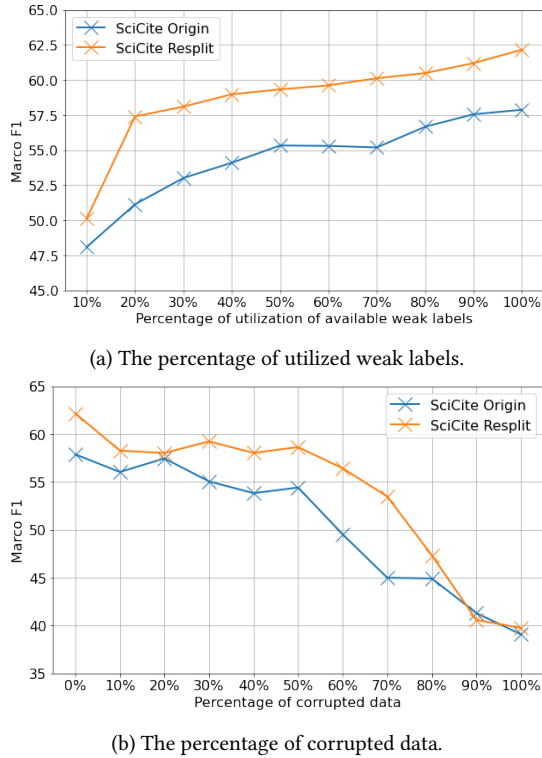 65.0
SciCite Origin
SciCite Resplit
62.5
60.0
57.5
55.0
52.5
50.0
47.5
45.0
Marco F1
10% 20% 30% 40% 50% 60% 70% 80% 90% 100%
Percentage of utilization of available weak labels
(a) The percentage of utilized weak labels.
65
SciCite Origin
SciCite Resplit
60
55
50
45
40
35
Marco F1
0% 10% 20% 30% 40% 50% 60% 70% 80% 90% 100%
Percentage of corrupted data
(b) The percentage of corrupted data.